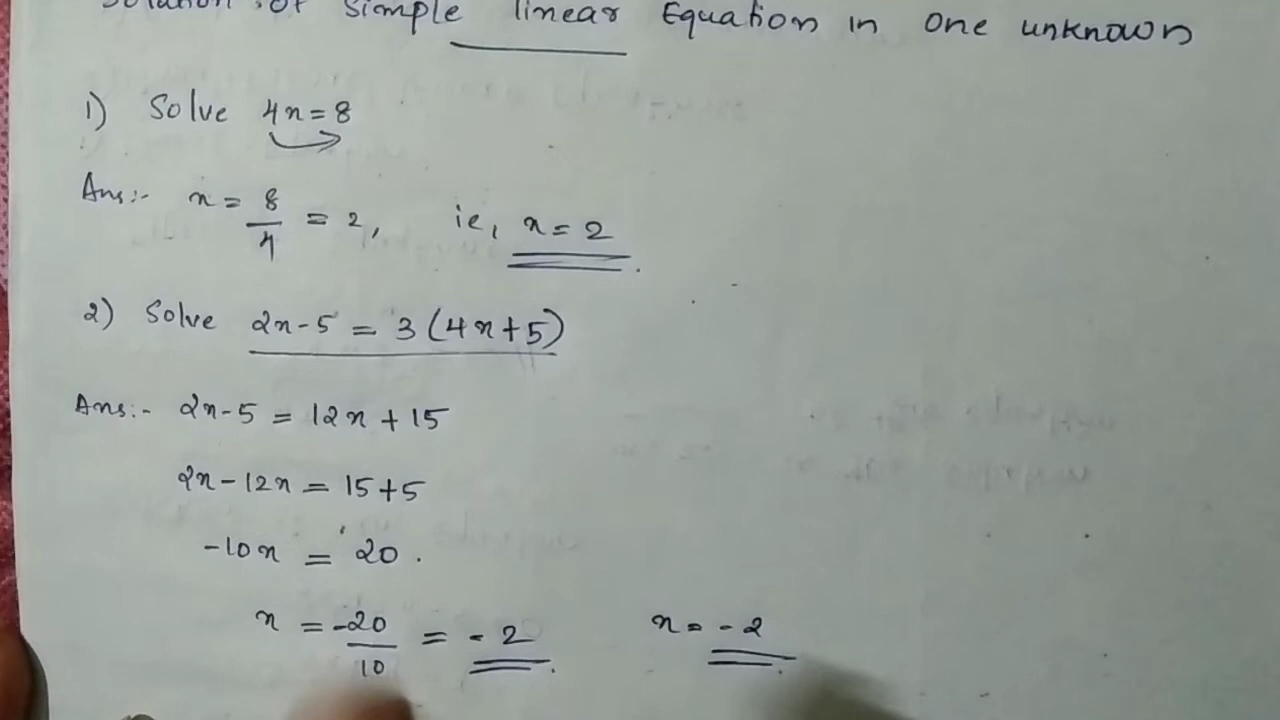 Solution of Simple linear Equation in One unknown
1) Solve 4x=8
Ans:- x = 8/4 = 2, ie, x = 2
2) Solve 2x-5 = 3(4x+5)
Ans:- 2x-5 = 12x + 15
2x-12x = 15+5
-10x = 20.
x = -20/10 = -2. x = -2.